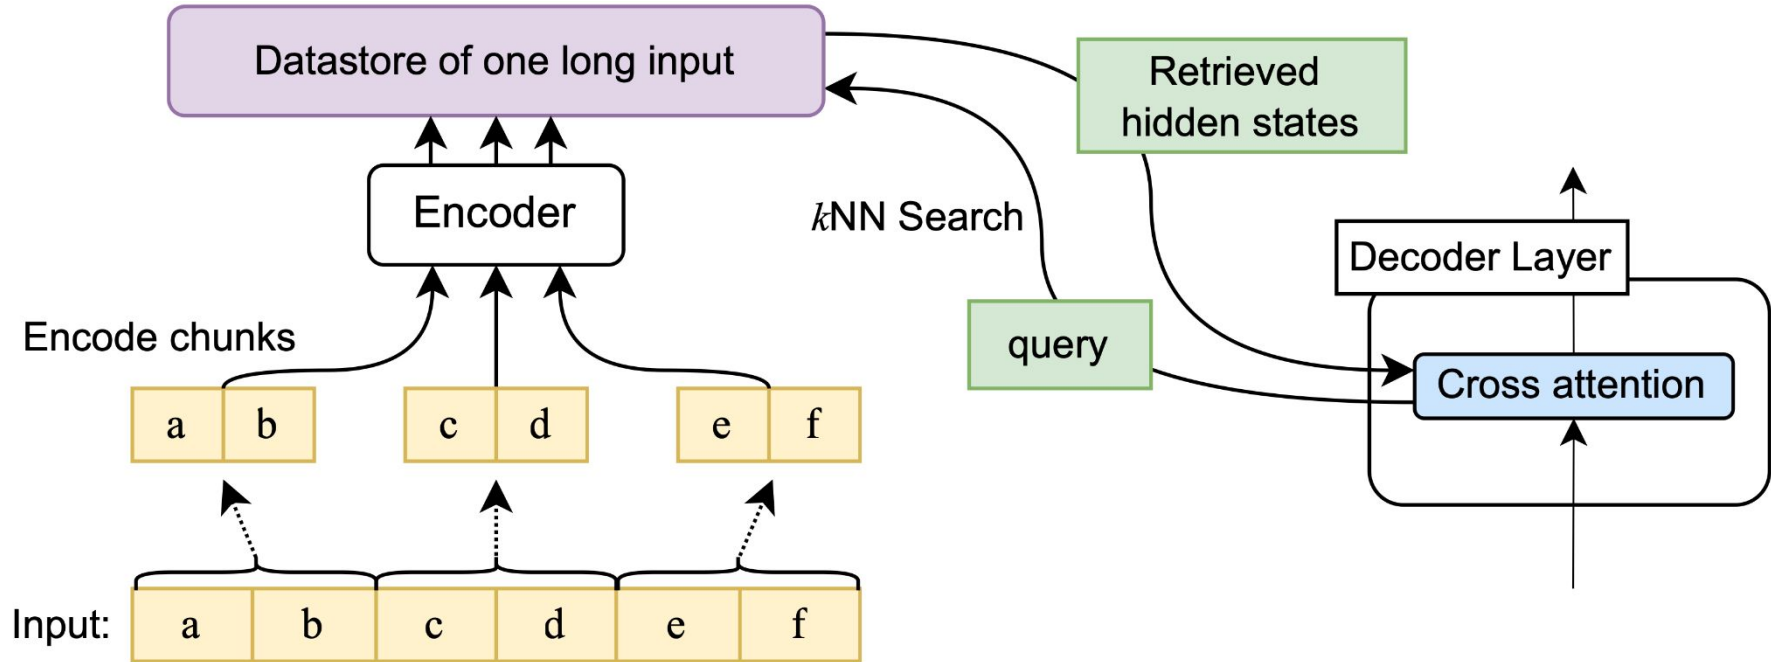 Datastore of one long input
Retrieved
hidden states
Encoder
kNN Search
Decoder Layer
Encode chunks
query
Cross attention
a b c d e f
Input: a b c d e f